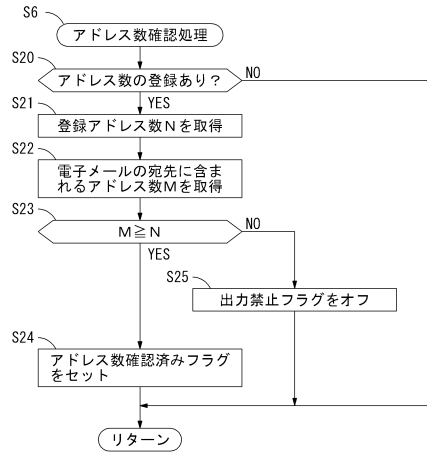 S6
アドレス数確認処理
S20
アドレス数の登録あり？
NO
YES
S21
登録アドレス数Nを取得
S22
電子メールの宛先に含ま
れるアドレス数Mを取得
S23
M≧N
NO
YES
S25
出力禁止フラグをオフ
S24
アドレス数確認済みフラグ
をセット
リターン